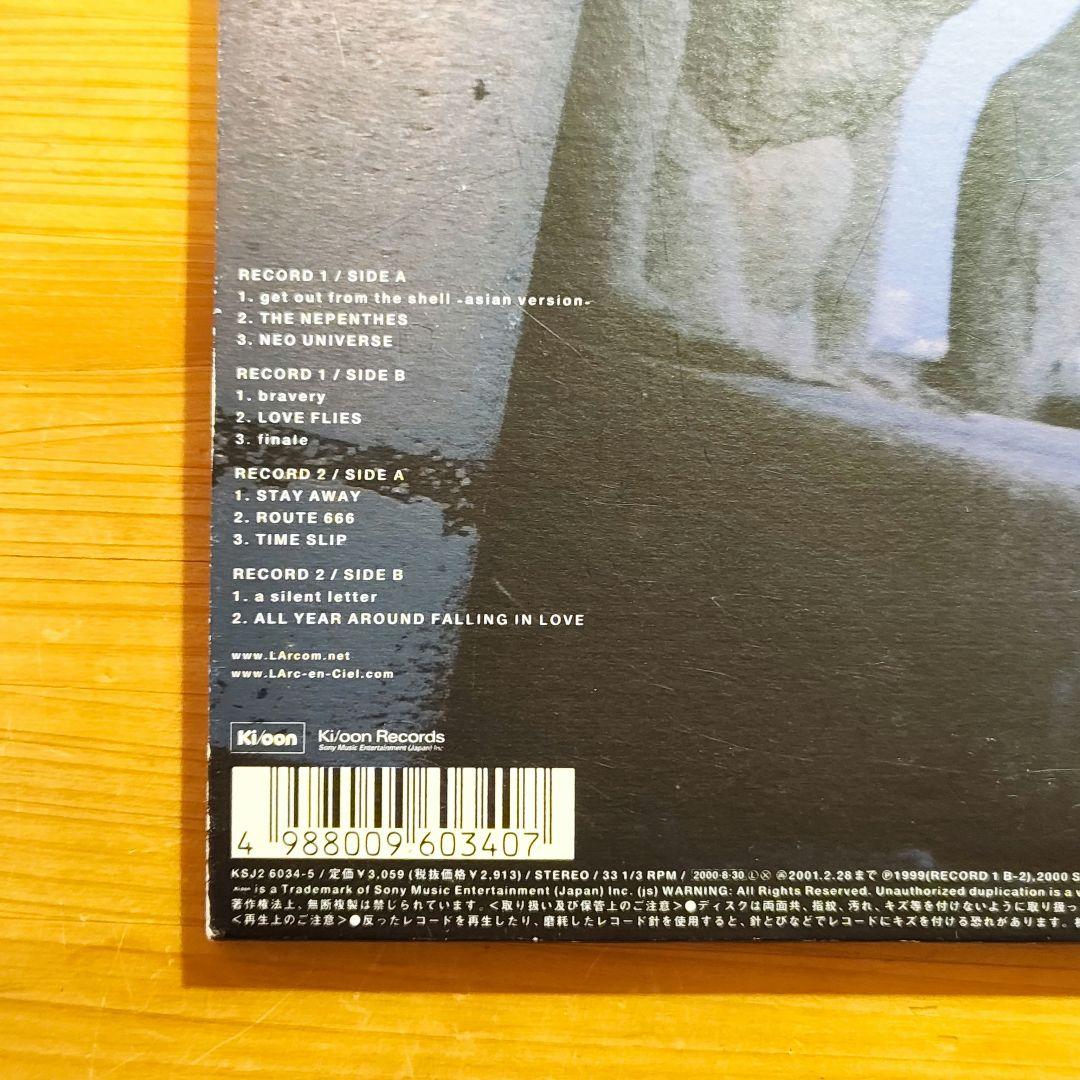 RECORD 1 / SIDE A
1. get out from the shell -asian version-
2. THE NEPENTHES
3. NEO UNIVERSE
RECORD 1 / SIDE B
1. bravery
2. LOVE FLIES
3. finale
RECORD 2 / SIDE A
1. STAY AWAY
2. ROUTE 666
3. TIME SLIP
RECORD 2 / SIDE B
1. a silent letter
2. ALL YEAR AROUND FALLING IN LOVE
www.LArcom.net
www.LArc-en-Ciel.com
Ki/oon Ki/oon Records
Sony Music Entertainment (Japan) Inc
4 988009 603407
KSJ2 6034-5 / 定価¥3,059 (税抜価格¥2,913) / STEREO / 33 1/3 RPM / 2000·8·30 Ⓛ Ⓧ 2001.2.28まで Ⓟ1999(RECORD 1 B-2),2000 S
Ki/oon is a Trademark of Sony Music Entertainment (Japan) Inc. (js) WARNING: All Rights Reserved. Unauthorized duplication is a v
著作権法上、無断複製は禁じられています。<取り扱い及び保管上のご注意>●ディスクは両面共、指紋、汚れ、キズ等を付けないように取り扱っ
<再生上のご注意>●反ったレコードを再生したり、磨耗したレコード針を使用すると、針とびなどでレコードにキズを付ける恐れがあります。